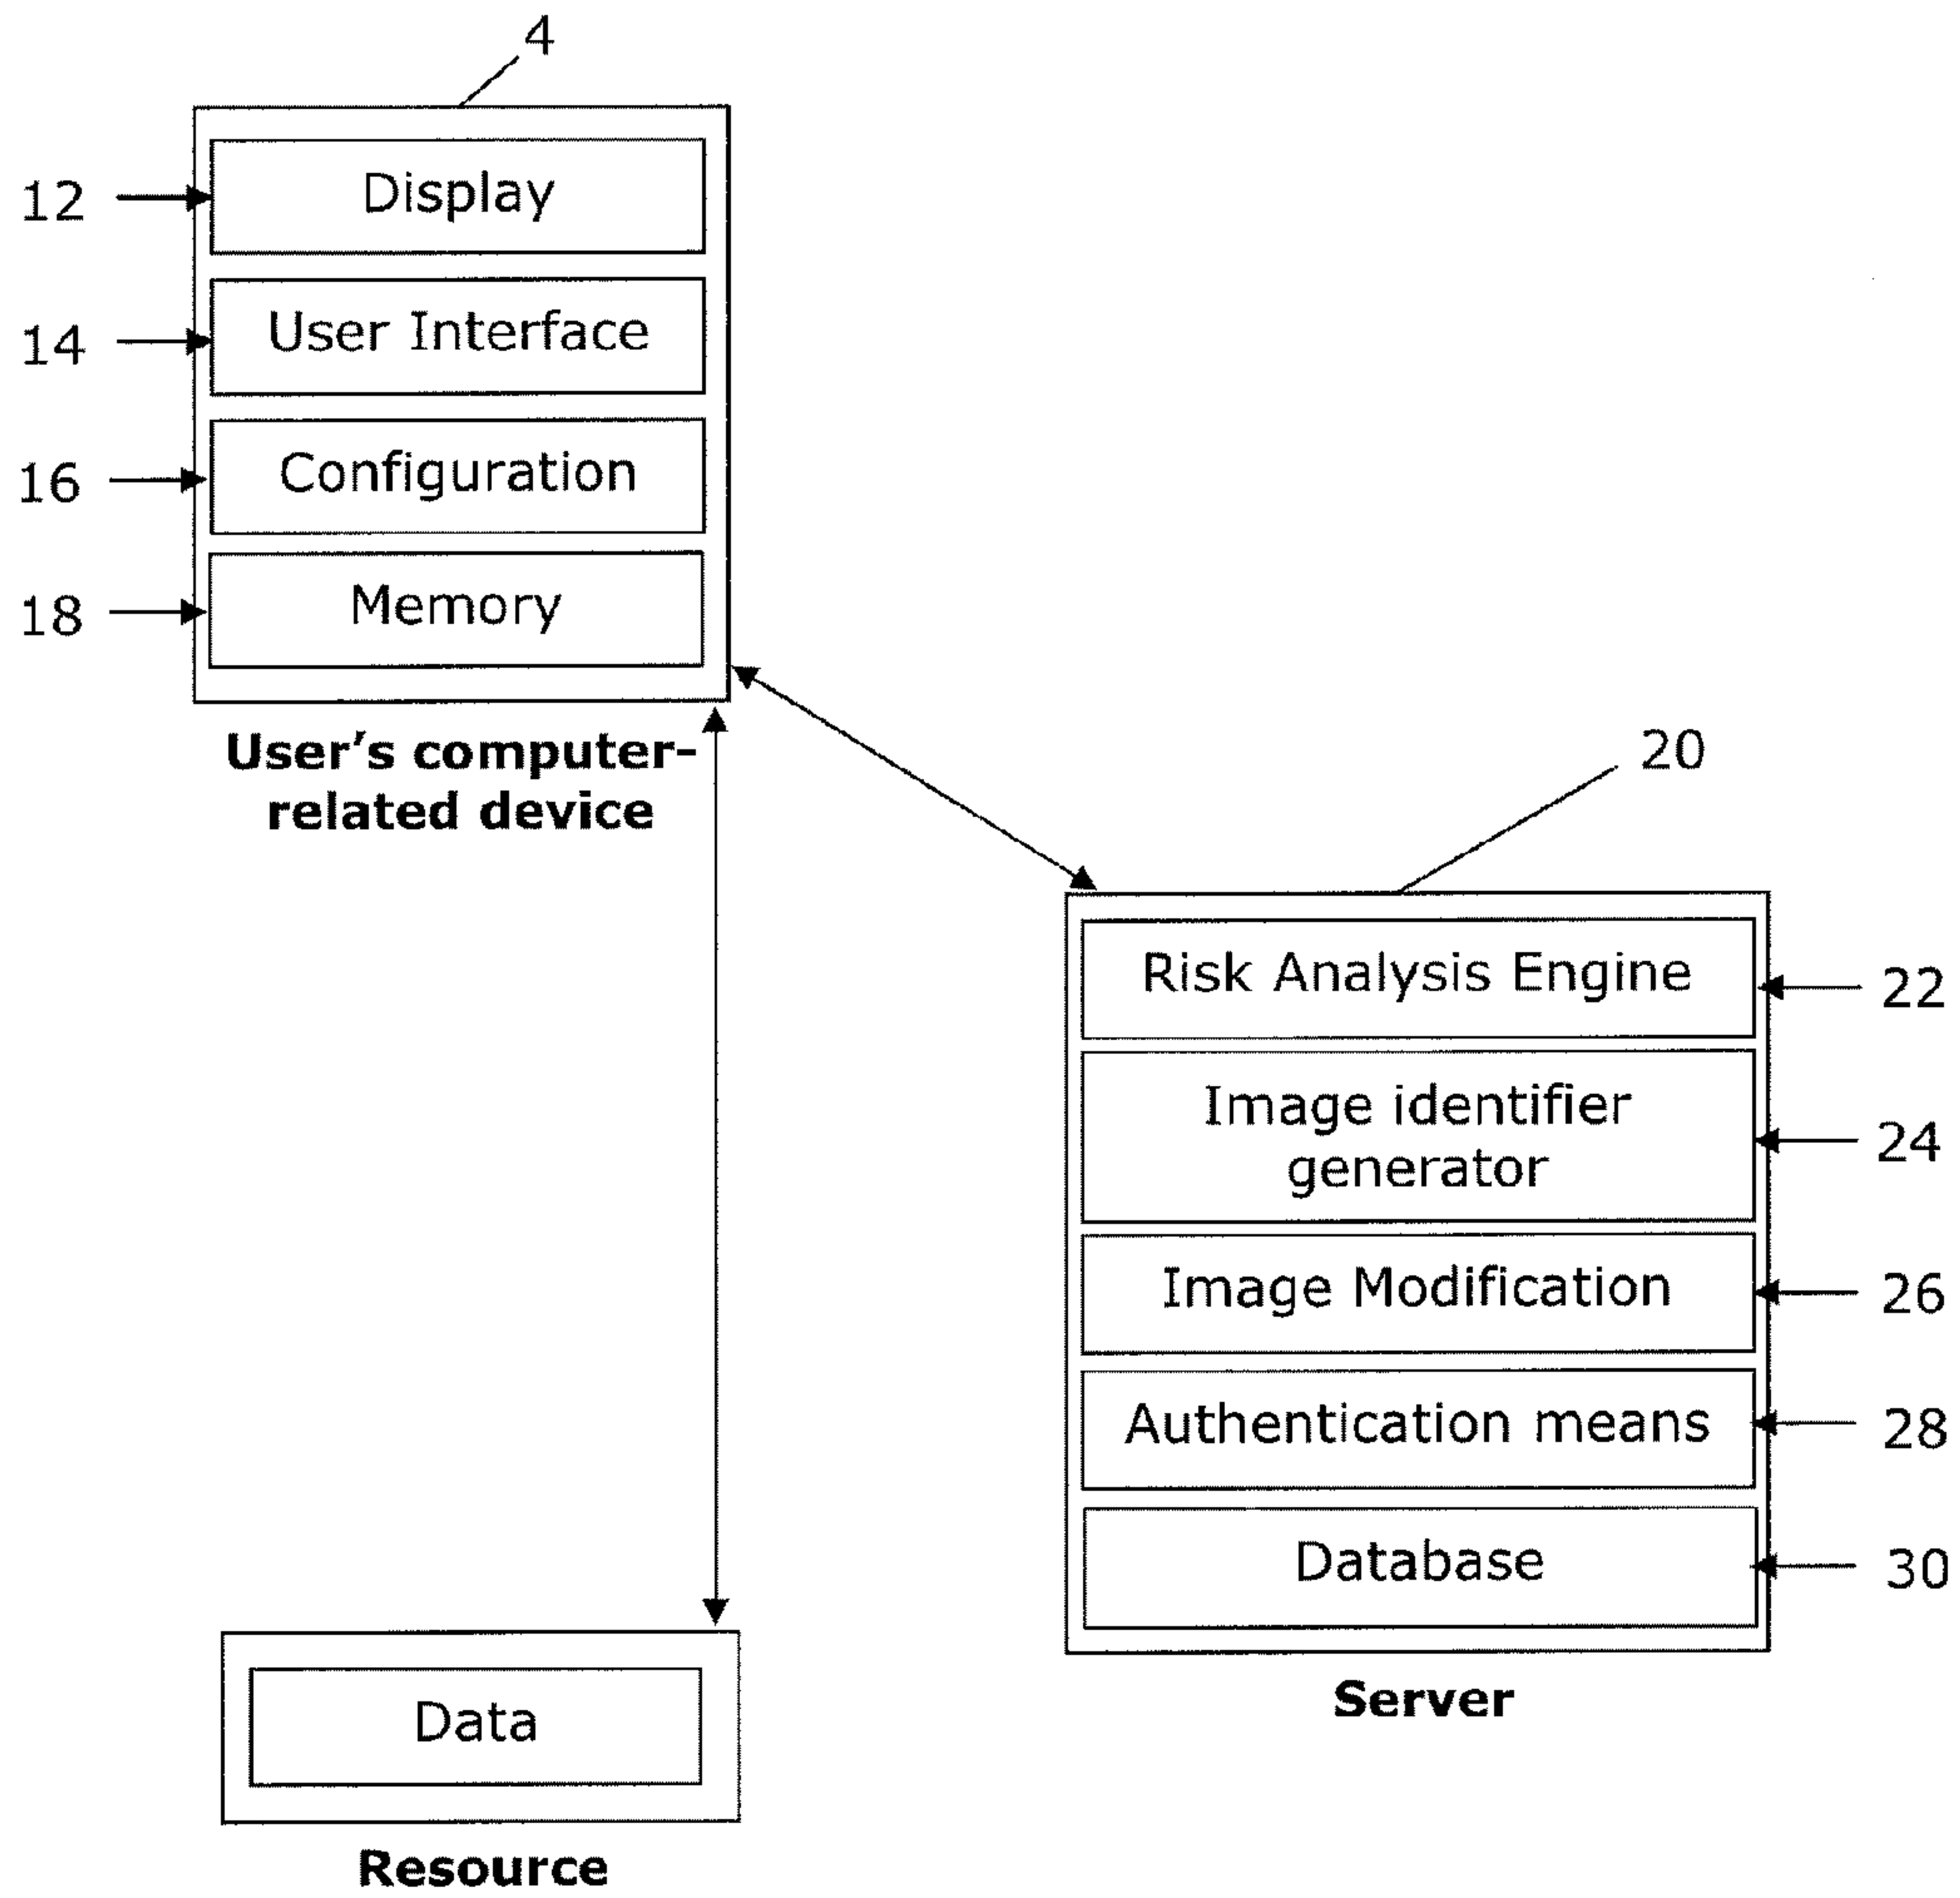 4
12
Display
14
User Interface
16
Configuration
18
Memory
User's computer-
related device
20
Risk Analysis Engine
22
Image identifier
generator
24
Image Modification
26
Authentication means
28
Database
30
Server
Data
Resource